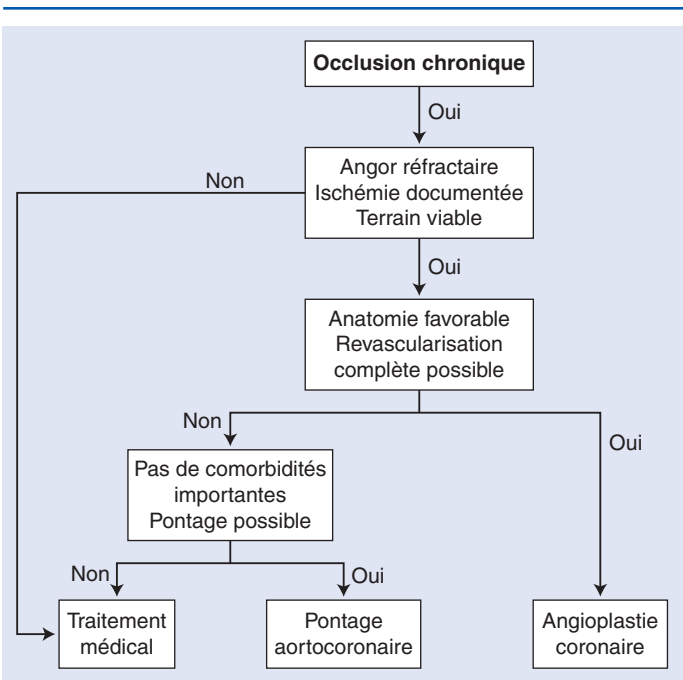 Occlusion chronique
Oui
Non
Angor réfractaire
Ischémie documentée
Terrain viable
Oui
Anatomie favorable
Revascularisation
complète possible
Non
Oui
Pas de comorbidités
importantes
Pontage possible
Non
Oui
Traitement
médical
Pontage
aortocoronaire
Angioplastie
coronaire